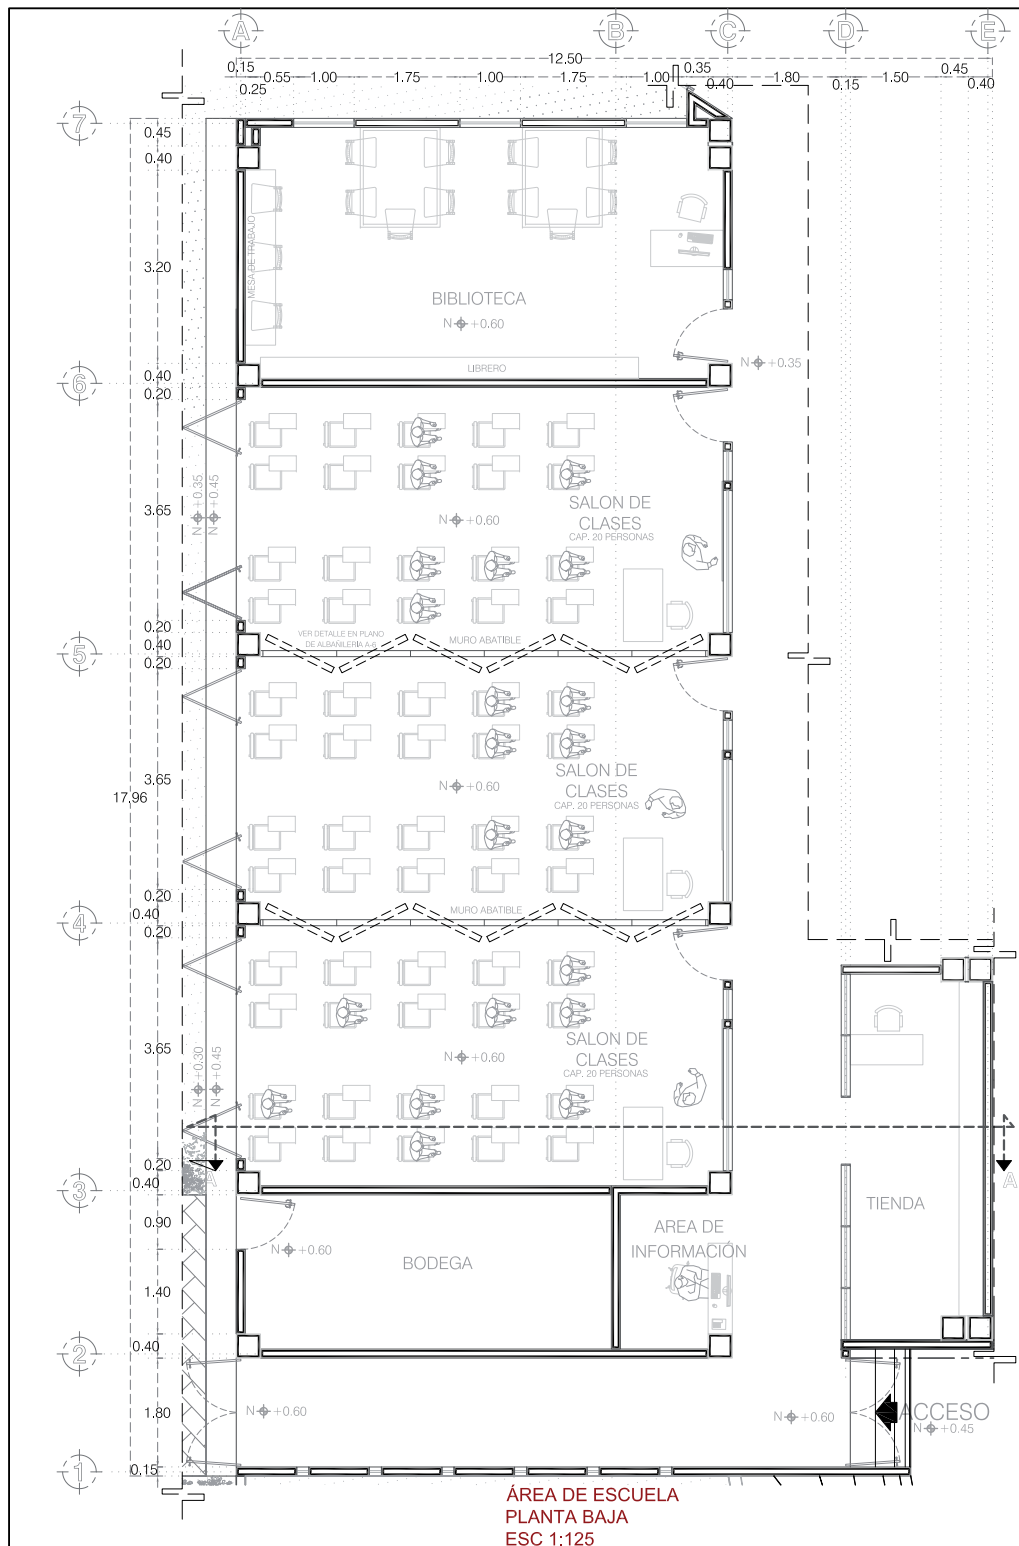 A B C D E
12.50
0.15 0.35 0.45
0.55 1.00 1.75 1.00 1.75 1.00 1.80 1.50
0.25 0.40 0.15 0.40
7
0.45
0.40
MESA DE TRABAJO
3.20
BIBLIOTECA
N +0.60
N +0.35
LIBRERO
0.40
6
0.20
SALON DE
CLASES
CAP. 20 PERSONAS
N +0.60
N +0.35
N +0.45
3.65
0.20
VER DETALLE EN PLANO
DE ALBAÑILERIA A-6
MURO ABATIBLE
0.40
5
0.20
SALON DE
CLASES
CAP. 20 PERSONAS
N +0.60
3.65
17.96
0.20
MURO ABATIBLE
0.40
4
0.20
SALON DE
CLASES
CAP. 20 PERSONAS
N +0.60
3.65
N +0.30
N +0.45
0.20
A A
0.40
3
TIENDA
0.90
AREA DE
INFORMACIÓN
N +0.60
BODEGA
1.40
0.40
2
1.80
N +0.60
N +0.60
ACCESO
N +0.45
0.15
1
ÁREA DE ESCUELA
PLANTA BAJA
ESC 1:125